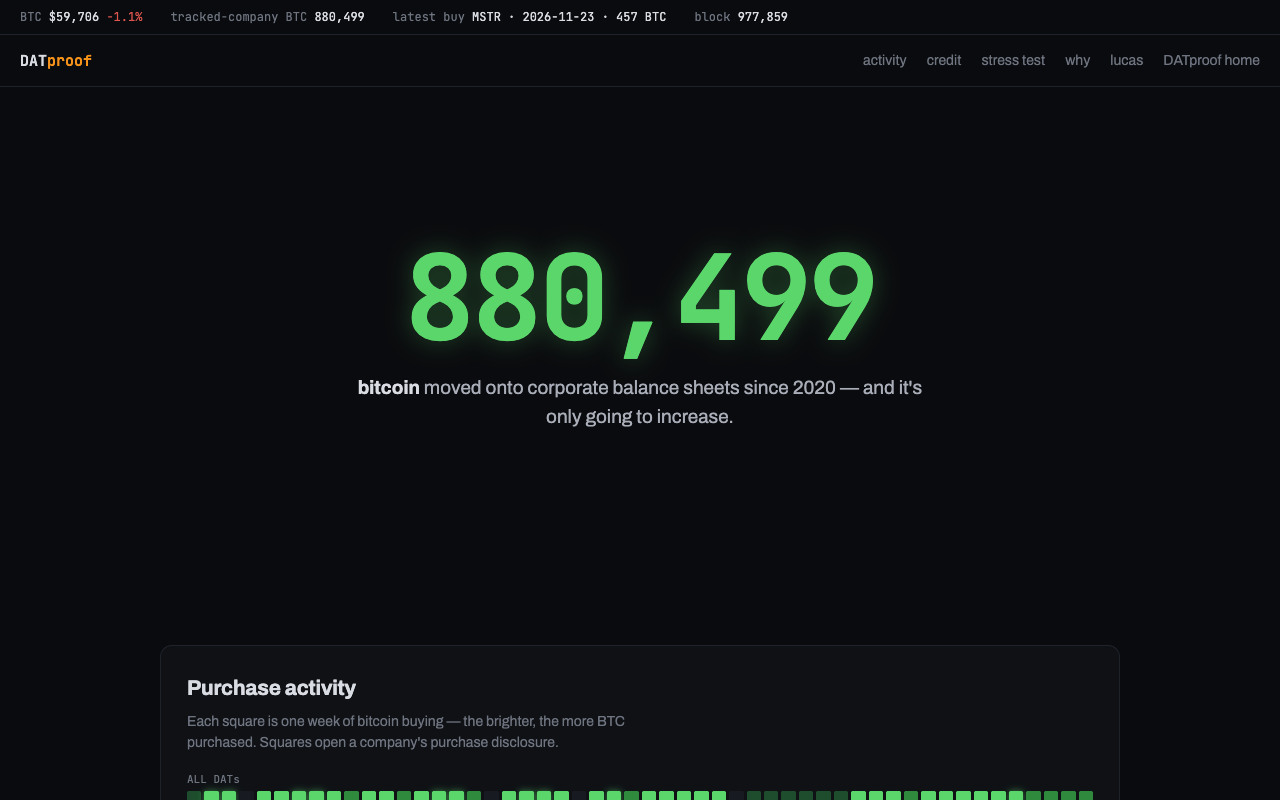 BTC $59,706 -1.1% tracked-company BTC 880,499 latest buy MSTR · 2026-11-23 · 457 BTC block 977,859
DATproof activity credit stress test why lucas DATproof home
880,499
bitcoin moved onto corporate balance sheets since 2020 — and it's
only going to increase.
Purchase activity
Each square is one week of bitcoin buying — the brighter, the more BTC
purchased. Squares open a company's purchase disclosure.
ALL DATs